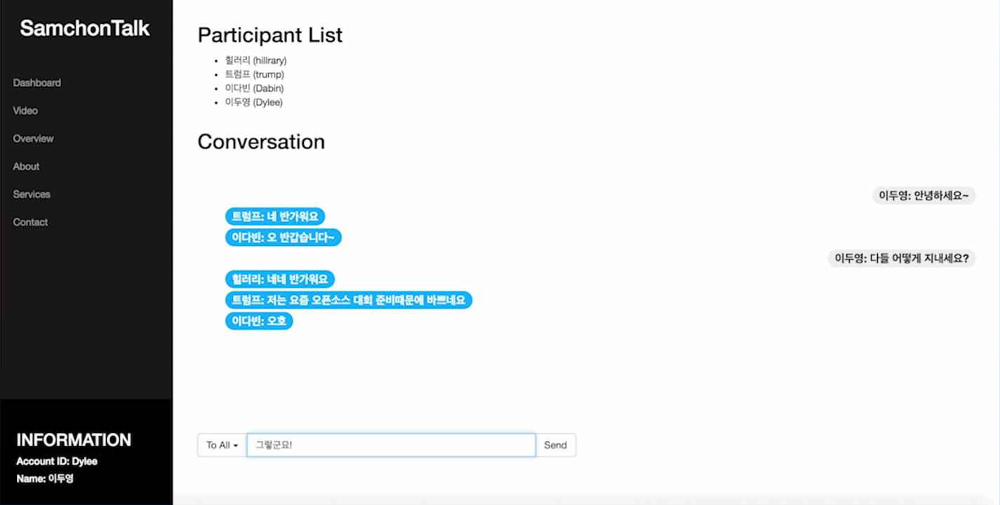 SamchonTalk
Dashboard
Video
Overview
About
Services
Contact
INFORMATION
Account ID: Dylee
Name: 이두영
Participant List
힐러리 (hillrary)
트럼프 (trump)
이다빈 (Dabin)
이두영 (Dylee)
Conversation
이두영: 안녕하세요~
트럼프: 네 반가워요
이다빈: 오 반갑습니다~
이두영: 다들 어떻게 지내세요?
힐러리: 네네 반가워요
트럼프: 저는 요즘 오픈소스 대회 준비때문에 바쁘네요
이다빈: 오호
To All 그렇군요! Send